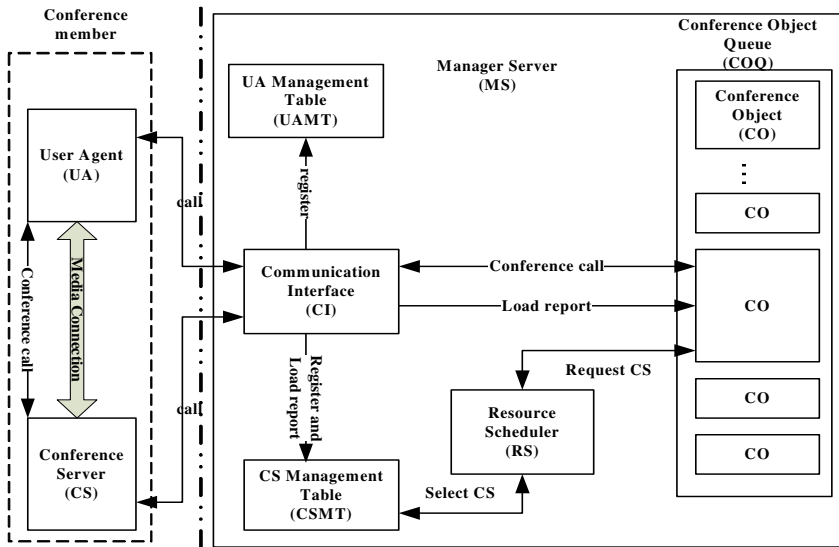 Conference
member
Conference Object
Queue
(COQ)
Manager Server
(MS)
UA Management
Table
(UAMT)
Conference
Object
(CO)
User Agent
(UA)
register
call
CO
Conference call
Media Connection
Communication
Interface
(CI)
Conference call
Load report
CO
Register and
Load report
Request CS
call
Resource
Scheduler
(RS)
CO
Conference
Server
(CS)
CS Management
Table
(CSMT)
Select CS
CO